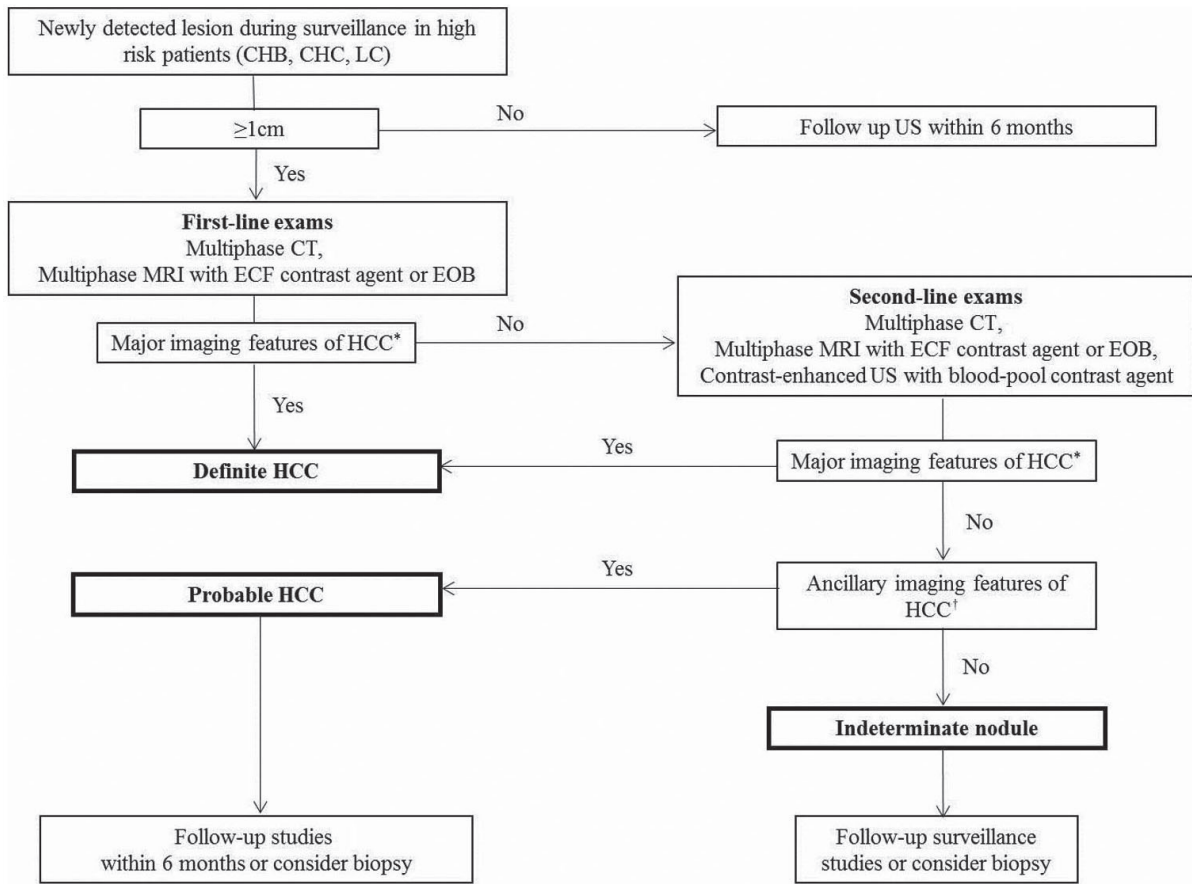 Newly detected lesion during surveillance in high
risk patients (CHB, CHC, LC)
≥1cm
No
Follow up US within 6 months
Yes
First-line exams
Multiphase CT,
Multiphase MRI with ECF contrast agent or EOB
Major imaging features of HCC*
No
Second-line exams
Multiphase CT,
Multiphase MRI with ECF contrast agent or EOB,
Contrast-enhanced US with blood-pool contrast agent
Yes
Definite HCC
Yes
Major imaging features of HCC*
No
Probable HCC
Yes
Ancillary imaging features of
HCC†
No
Indeterminate nodule
Follow-up studies
within 6 months or consider biopsy
Follow-up surveillance
studies or consider biopsy